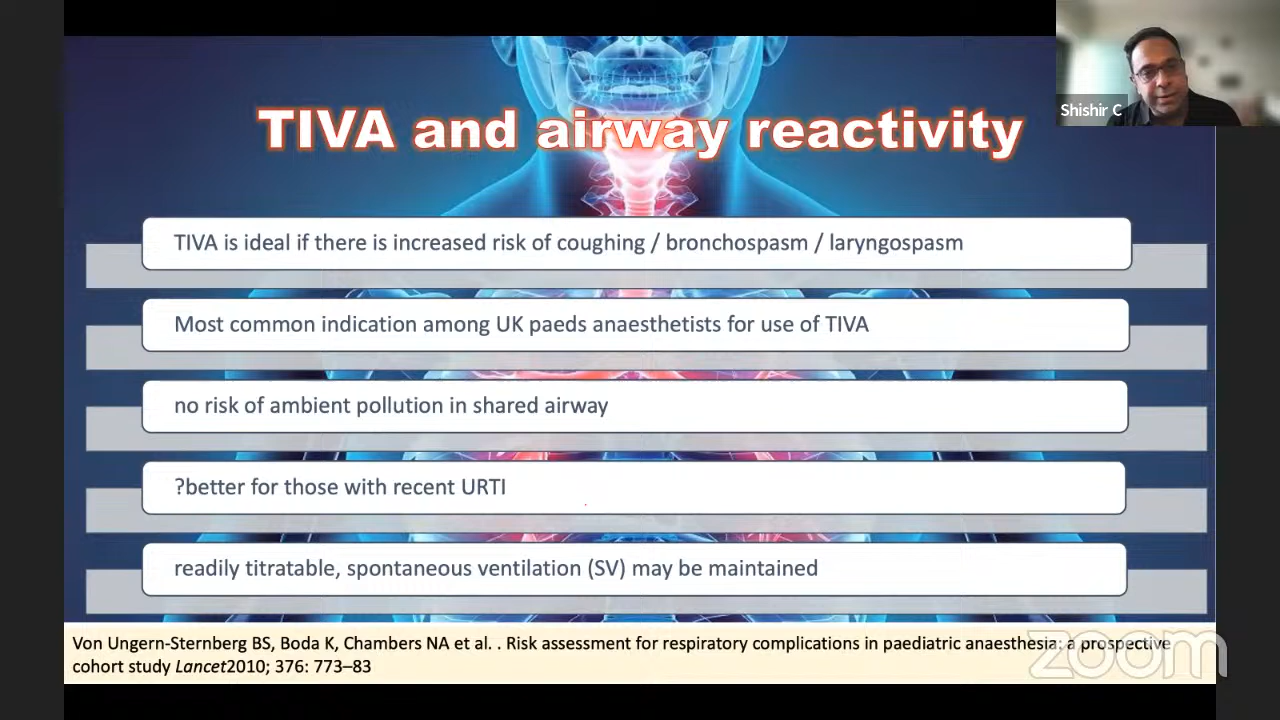 Shishir C
TIVA and airway reactivity
TIVA is ideal if there is increased risk of coughing / bronchospasm / laryngospasm
Most common indication among UK paeds anaesthetists for use of TIVA
no risk of ambient pollution in shared airway
?better for those with recent URTI
readily titratable, spontaneous ventilation (SV) may be maintained
Von Ungern-Sternberg BS, Boda K, Chambers NA et al. . Risk assessment for respiratory complications in paediatric anaesthesia: a prospective
cohort study Lancet2010; 376: 773–83
zoom